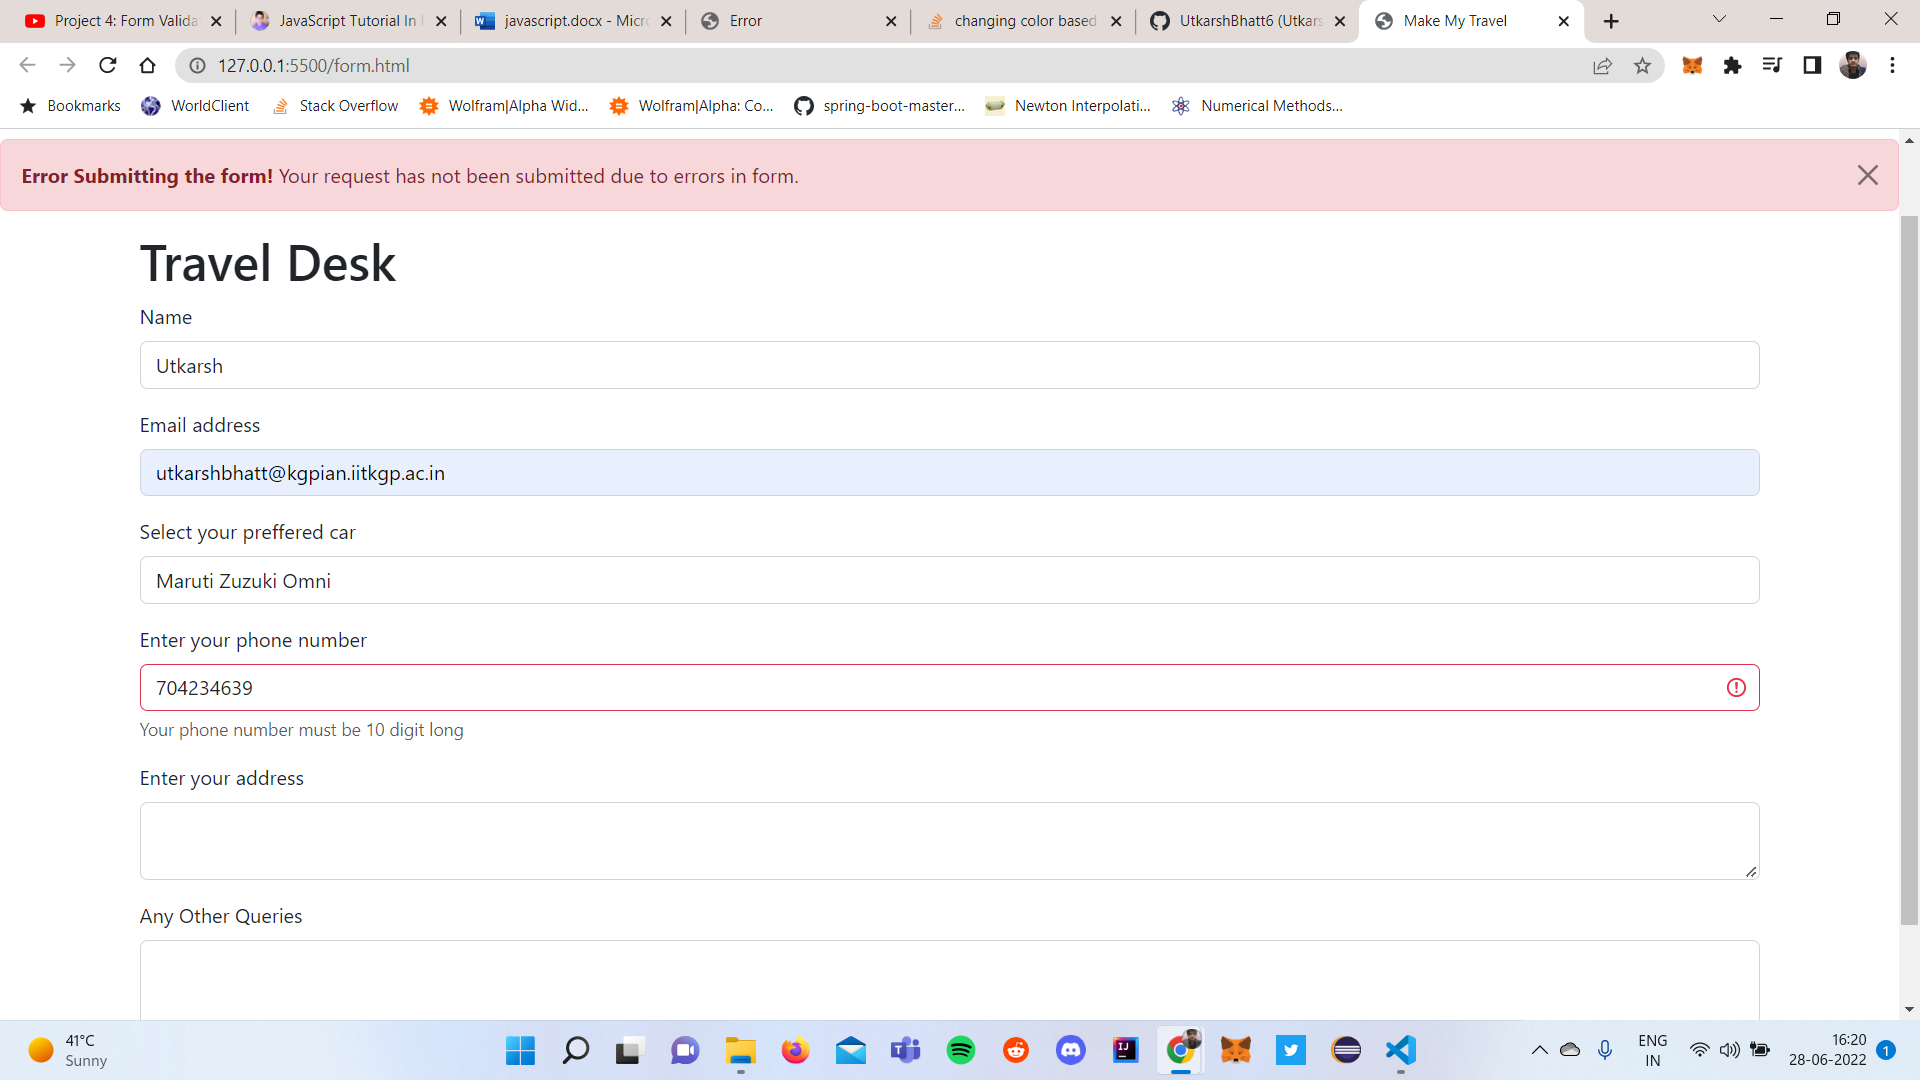 Project 4: Form Valida
JavaScript Tutorial In
javascript.docx - Micro
Error
changing color based
UtkarshBhatt6 (Utkars
Make My Travel
127.0.0.1:5500/form.html
Bookmarks
WorldClient
Stack Overflow
Wolfram|Alpha Wid...
Wolfram|Alpha: Co...
spring-boot-master...
Newton Interpolati...
Numerical Methods...
Error Submitting the form! Your request has not been submitted due to errors in form.
Travel Desk
Name
Utkarsh
Email address
utkarshbhatt@kgpian.iitkgp.ac.in
Select your preffered car
Maruti Zuzuki Omni
Enter your phone number
704234639
Your phone number must be 10 digit long
Enter your address
Any Other Queries
41°C
Sunny
ENG
IN
16:20
28-06-2022
1